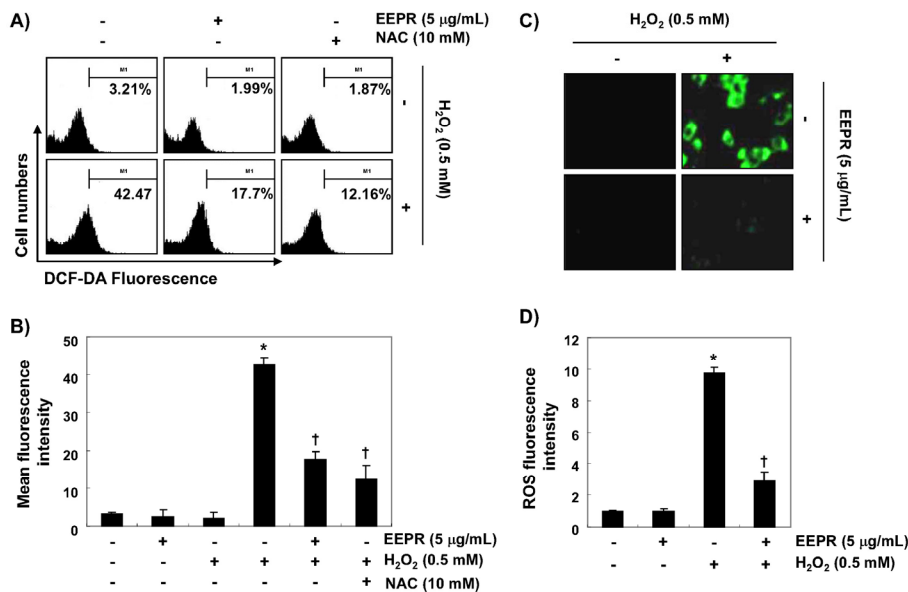 A)
- + - EEPR (5 μg/mL)
- - + NAC (10 mM)
M1 M1 M1
3.21% 1.99% 1.87%
-
M1 M1 M1
42.47 17.7% 12.16%
+
H2O2 (0.5 mM)
Cell numbers
DCF-DA Fluorescence
C)
H2O2 (0.5 mM)
- +
-
+
EEPR (5 μg/mL)
B)
Mean fluorescence
intensity
50
40
30
20
10
0
*
†
†
- + - - + - EEPR (5 μg/mL)
- - + + + + H2O2 (0.5 mM)
- - - - - + NAC (10 mM)
D)
ROS fluorescence
intensity
12
10
8
6
4
2
0
*
†
- + - + EEPR (5 μg/mL)
- - + + H2O2 (0.5 mM)